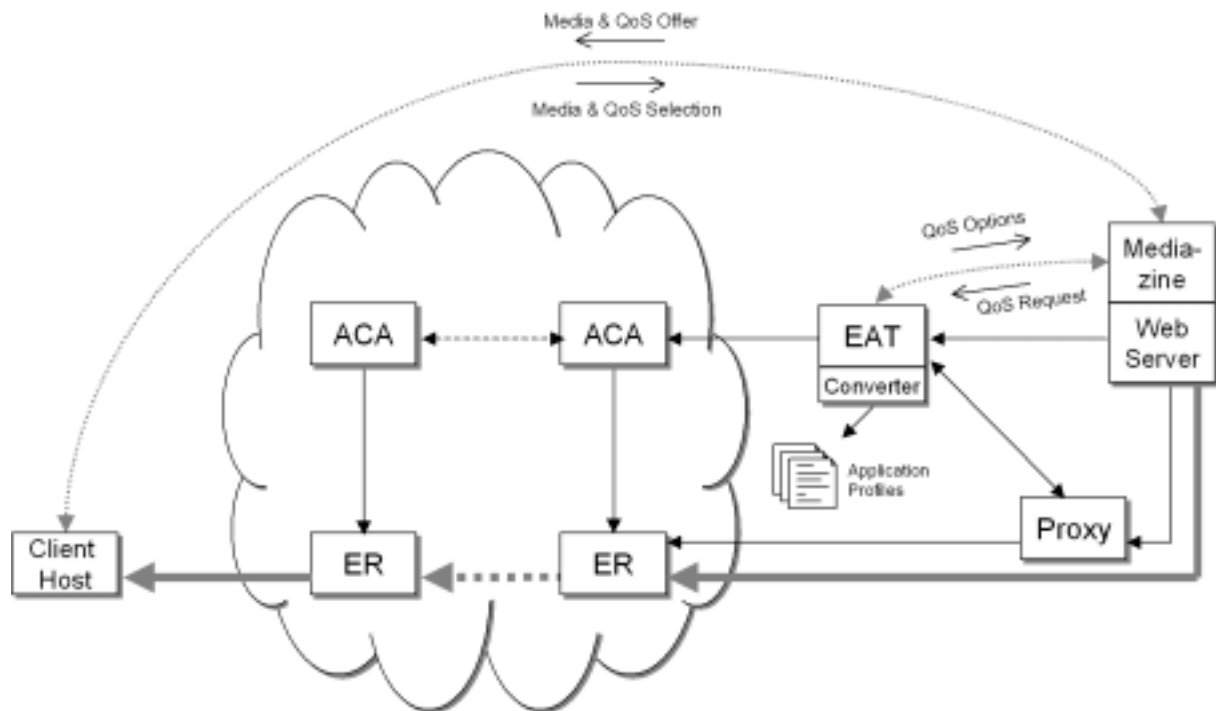 Media & QoS Offer
Media & QoS Selection
QoS Options
QoS Request
Media-
zine
Web
Server
ACA
ACA
EAT
Converter
Application
Profiles
Proxy
Client
Host
ER
ER